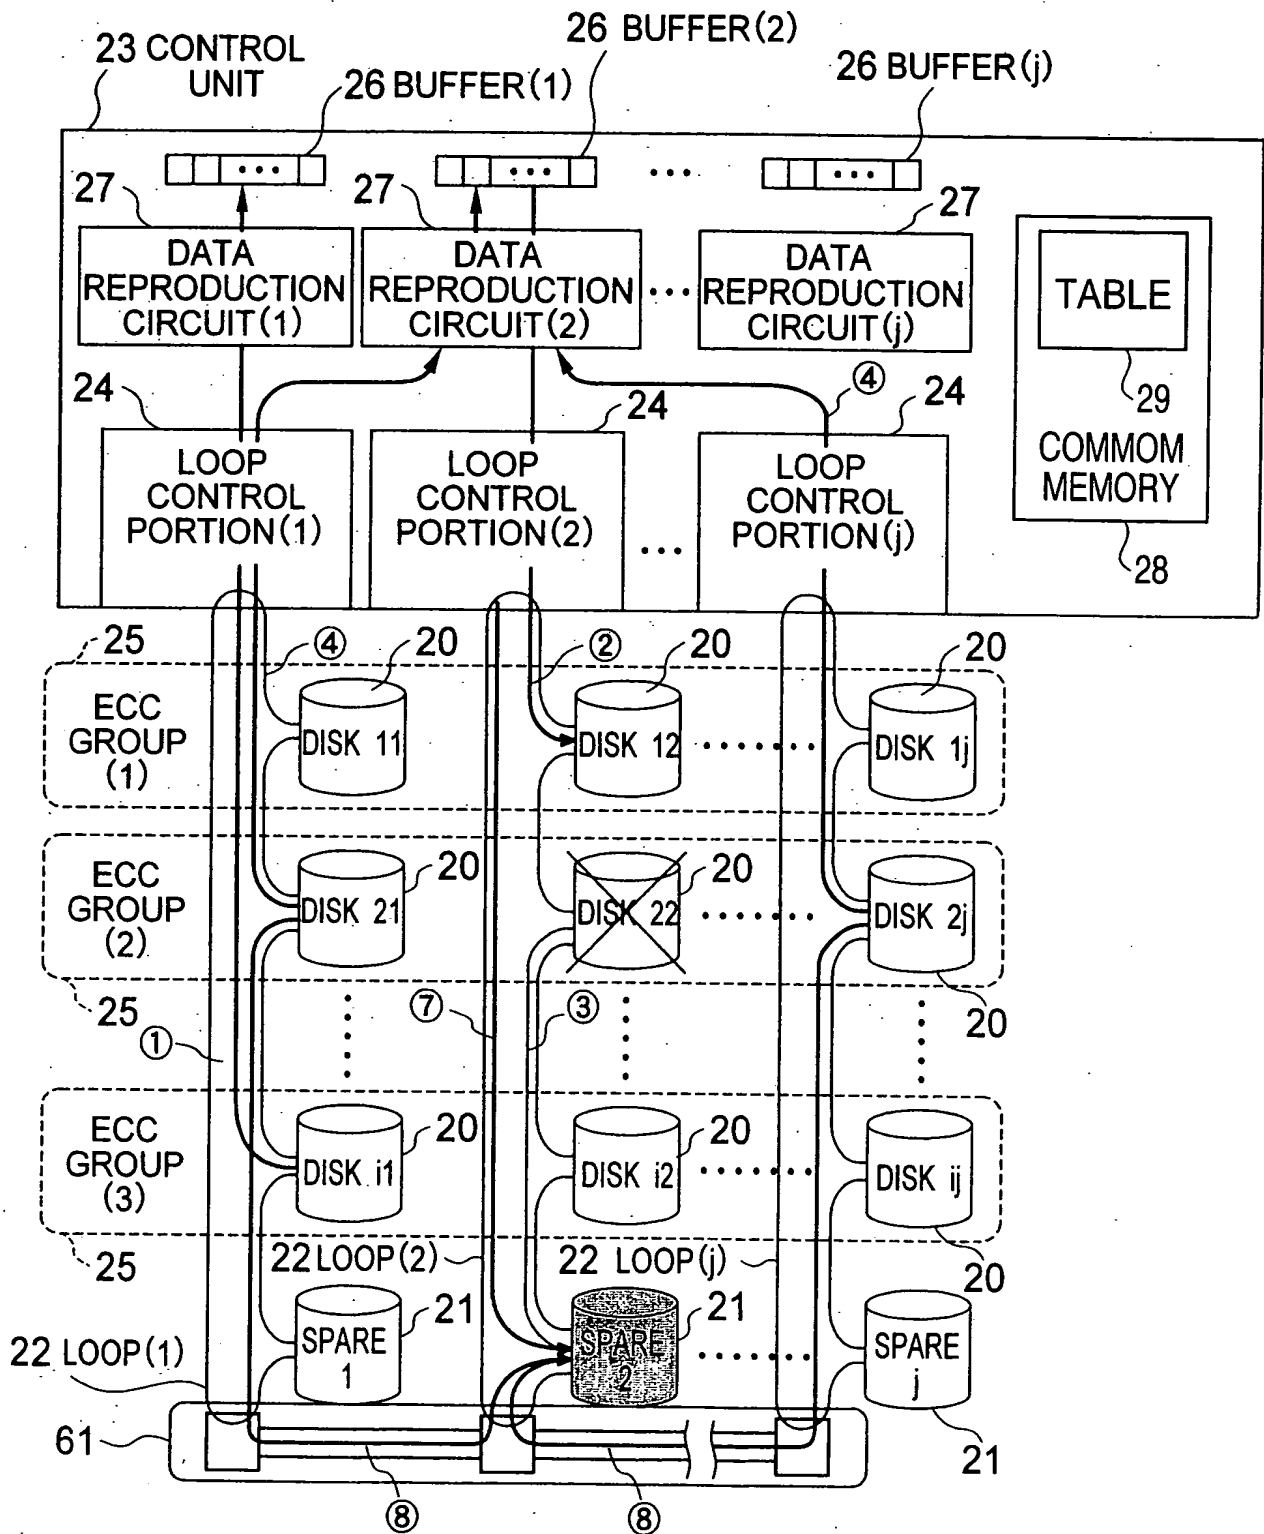 23 CONTROL UNIT
26 BUFFER(1)
26 BUFFER(2)
26 BUFFER(j)
27
27
27
DATA REPRODUCTION CIRCUIT(1)
DATA REPRODUCTION CIRCUIT(2)
DATA REPRODUCTION CIRCUIT(j)
TABLE
29
COMMOM MEMORY
28
④
24
24
24
LOOP CONTROL PORTION(1)
LOOP CONTROL PORTION(2)
LOOP CONTROL PORTION(j)
25
④
20
②
20
20
ECC GROUP (1)
DISK 11
DISK 12
DISK 1j
ECC GROUP (2)
20
20
DISK 21
DISK 22
DISK 2j
25
①
⑦
③
20
ECC GROUP (3)
20
20
DISK i1
DISK i2
DISK ij
25
22 LOOP(2)
22 LOOP(j)
20
21
21
22 LOOP(1)
SPARE 1
SPARE 2
SPARE j
61
21
⑧
⑧